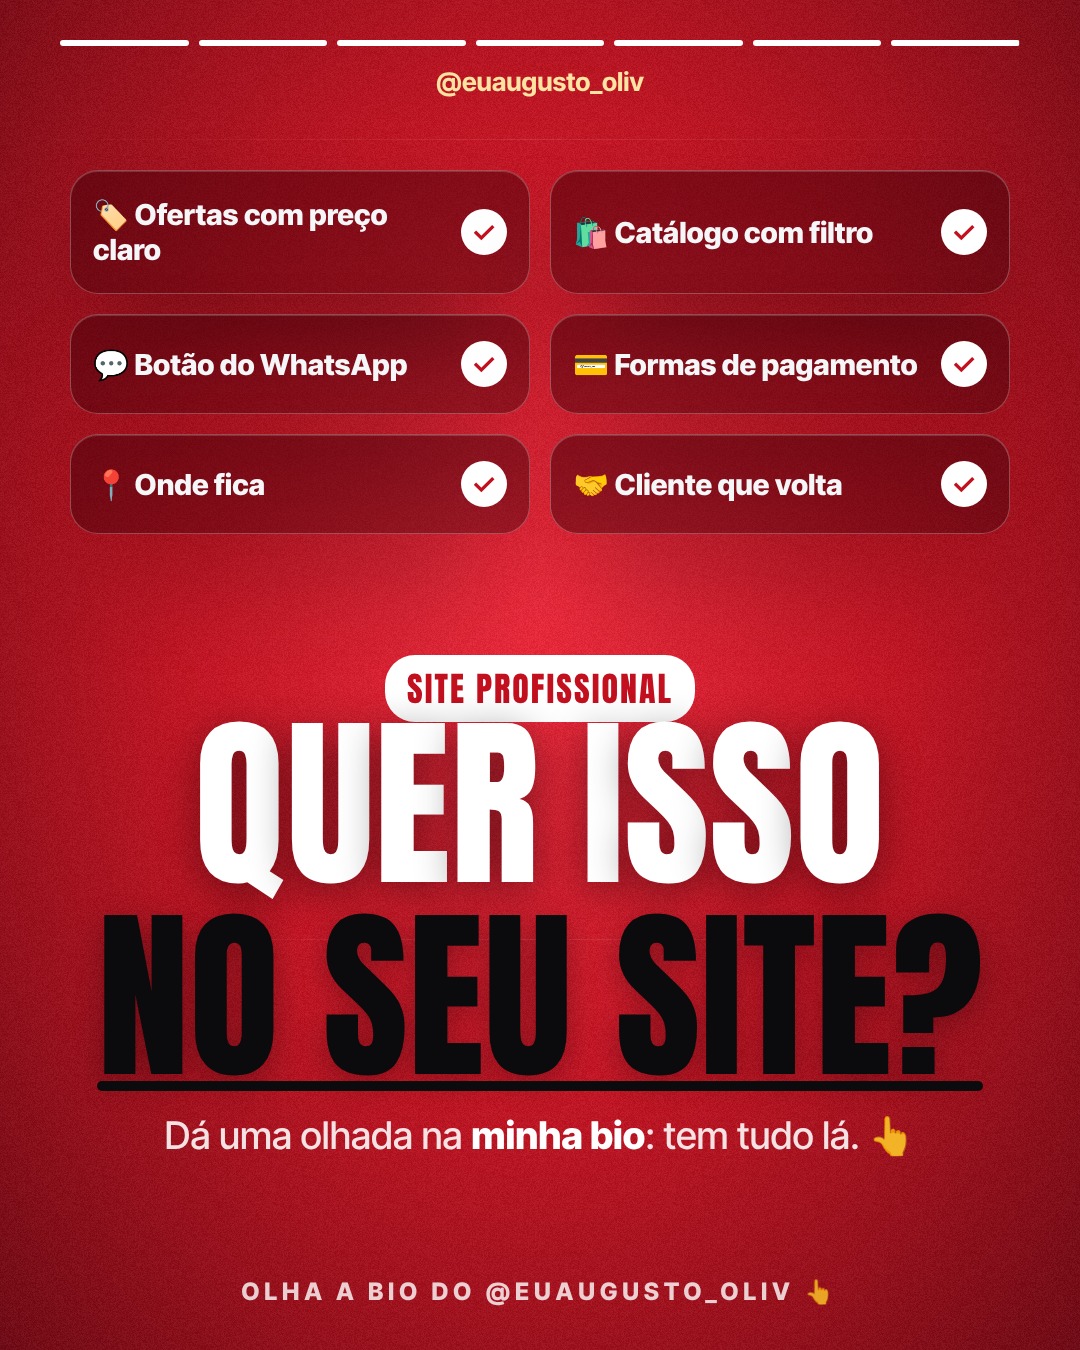 @euaugusto_oliv
🏷️ Ofertas com preço
claro
🛍️ Catálogo com filtro
💬 Botão do WhatsApp
💳 Formas de pagamento
📍 Onde fica
🤝 Cliente que volta
SITE PROFISSIONAL
QUER ISSO
NO SEU SITE?
Dá uma olhada na minha bio: tem tudo lá. 👆
OLHA A BIO DO @EUAUGUSTO_OLIV 👆